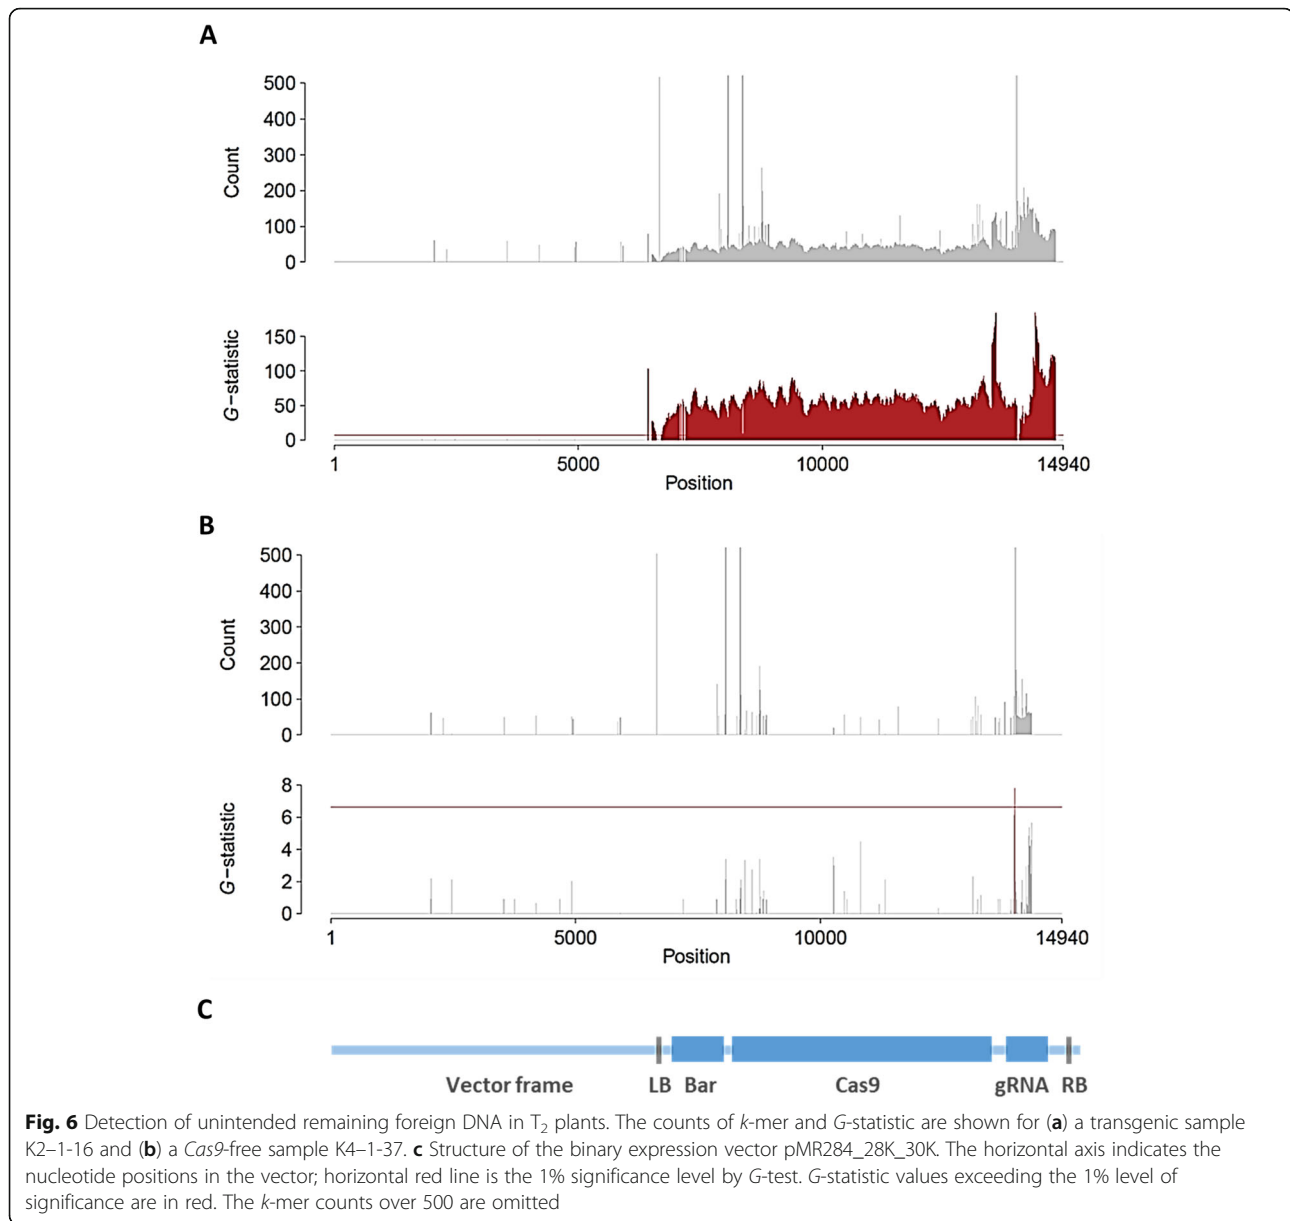 A
500
400
300
200
100
0
Count
150
100
50
0
G−statistic
1 5000 10000 14940
Position
B
500
400
300
200
100
0
Count
8
6
4
2
0
G−statistic
1 5000 10000 14940
Position
C
Vector frame LB Bar Cas9 gRNA RB
Fig. 6 Detection of unintended remaining foreign DNA in T₂ plants. The counts of k-mer and G-statistic are shown for (a) a transgenic sample
K2–1-16 and (b) a Cas9-free sample K4–1-37. c Structure of the binary expression vector pMR284_28K_30K. The horizontal axis indicates the
nucleotide positions in the vector; horizontal red line is the 1% significance level by G-test. G-statistic values exceeding the 1% level of
significance are in red. The k-mer counts over 500 are omitted